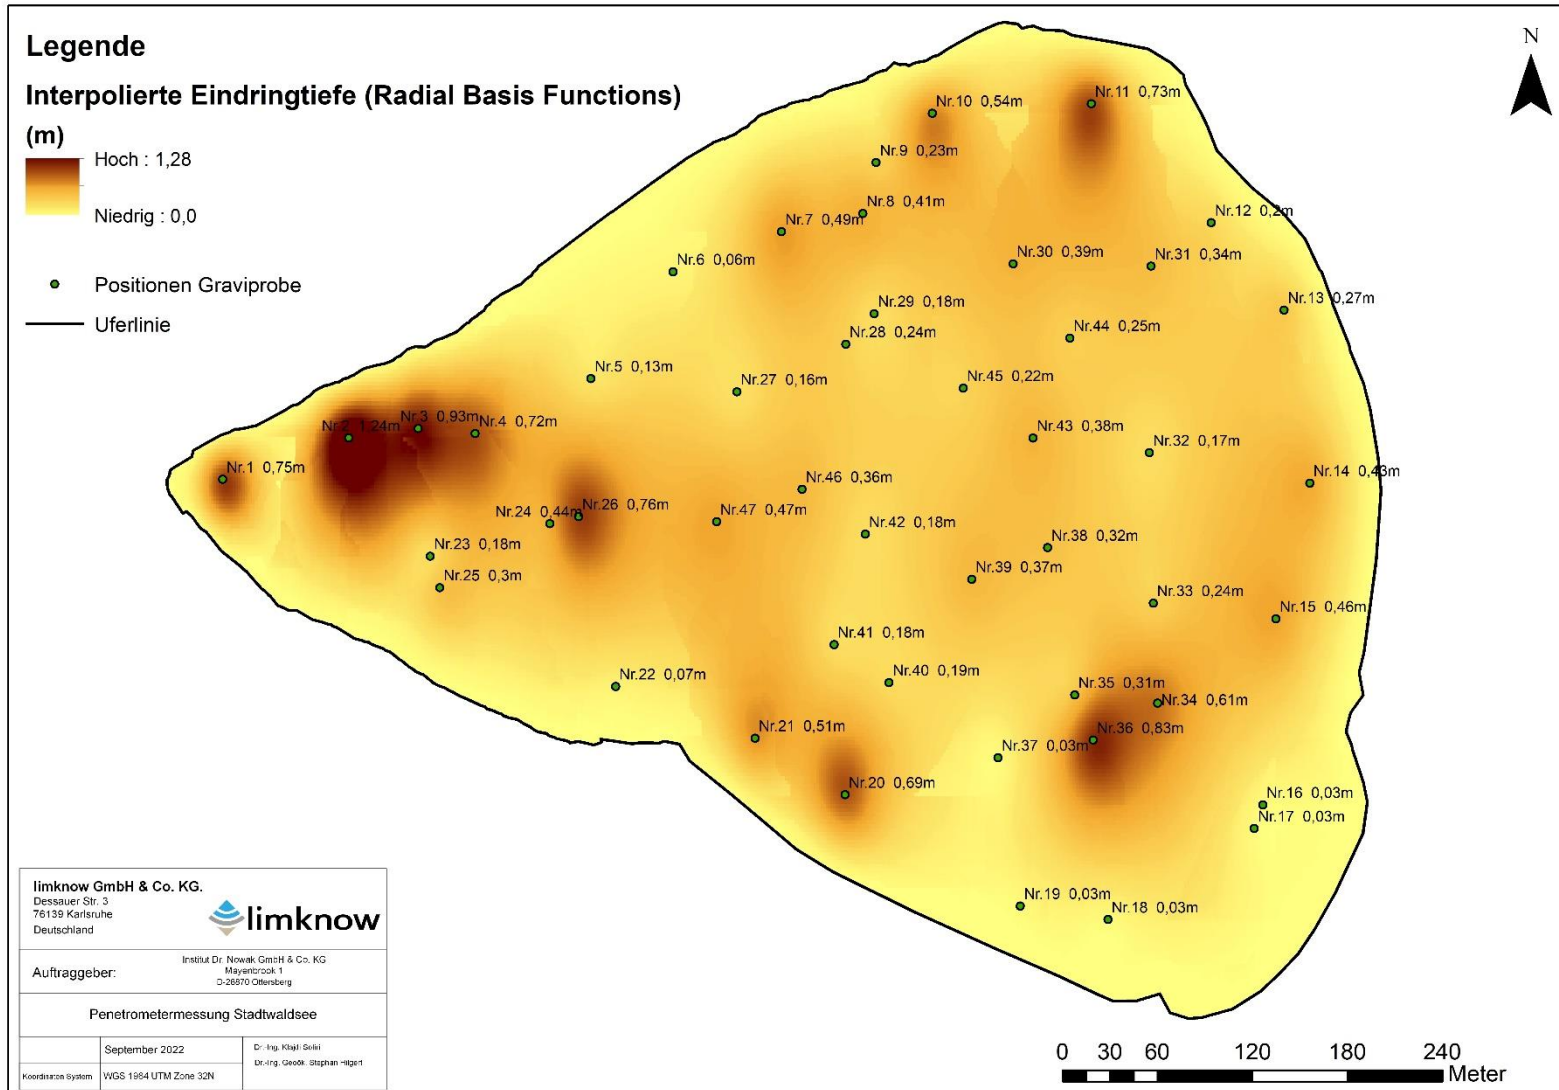 Legende
Interpolierte Eindringtiefe (Radial Basis Functions)
(m)
Hoch : 1,28
Niedrig : 0,0
Positionen Graviprobe
Uferlinie
N
Nr.11 0,73m
Nr.10 0,54m
Nr.9 0,23m
Nr.8 0,41m
Nr.12 0,2m
Nr.7 0,49m
Nr.30 0,39m
Nr.31 0,34m
Nr.6 0,06m
Nr.13 0,27m
Nr.29 0,18m
Nr.28 0,24m
Nr.44 0,25m
Nr.5 0,13m
Nr.27 0,16m
Nr.45 0,22m
Nr.3 0,93m
Nr.2 1,24m
Nr.4 0,72m
Nr.43 0,38m
Nr.32 0,17m
Nr.1 0,75m
Nr.14 0,43m
Nr.46 0,36m
Nr.24 0,44m
Nr.26 0,76m
Nr.47 0,47m
Nr.42 0,18m
Nr.38 0,32m
Nr.23 0,18m
Nr.39 0,37m
Nr.25 0,3m
Nr.33 0,24m
Nr.15 0,46m
Nr.41 0,18m
Nr.22 0,07m
Nr.40 0,19m
Nr.35 0,31m
Nr.34 0,61m
Nr.21 0,51m
Nr.36 0,83m
Nr.37 0,03m
Nr.20 0,69m
Nr.16 0,03m
Nr.17 0,03m
Nr.19 0,03m
Nr.18 0,03m
limknow GmbH & Co. KG.
Dessauer Str. 3
76139 Karlsruhe
Deutschland
limknow
Auftraggeber:
Institut Dr. Nowak GmbH & Co. KG
Mayenbrook 1
D-28870 Ottersberg
Penetrometermessung Stadtwaldsee
September 2022
Dr.-Ing. Klajdi Sotiri
Dr.-Ing. Geoök. Stephan Hilgert
Koordinaten System
WGS 1984 UTM Zone 32N
0 30 60 120 180 240
Meter